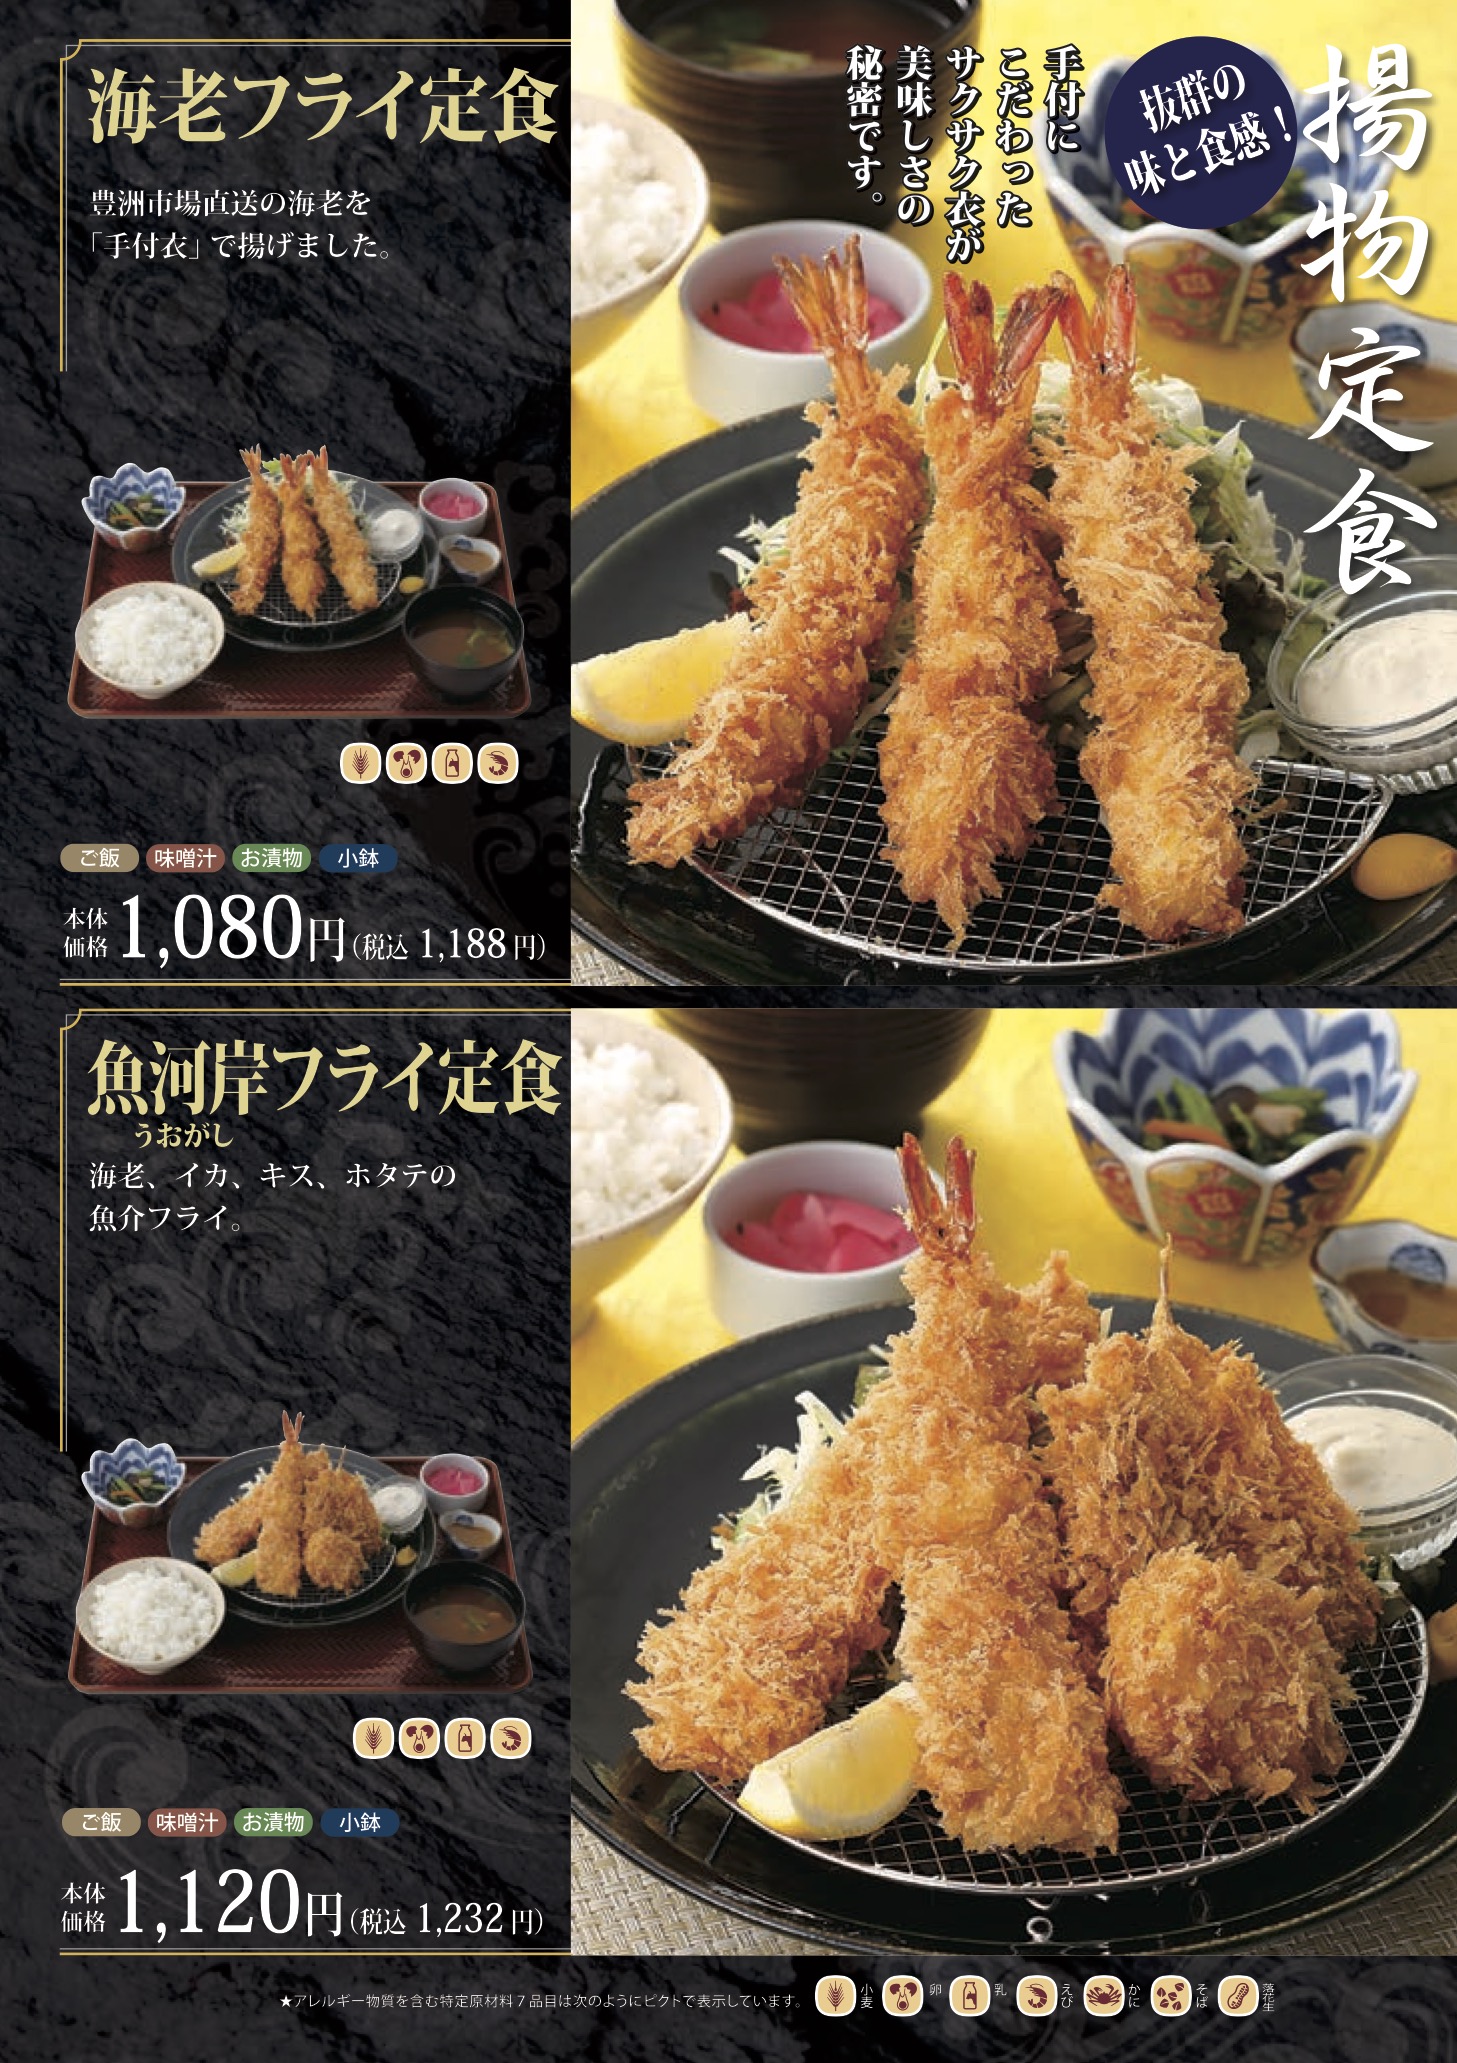 揚物定食
抜群の
味と食感！
手付に
こだわった
サクサク衣が
美味しさの
秘密です。
海老フライ定食
豊洲市場直送の海老を
「手付衣」で揚げました。
ご飯 味噌汁 お漬物 小鉢
本体価格 1,080円（税込 1,188円）
魚河岸フライ定食
うおがし
海老、イカ、キス、ホタテの
魚介フライ。
ご飯 味噌汁 お漬物 小鉢
本体価格 1,120円（税込 1,232円）
★アレルギー物質を含む特定原材料7品目は次のようにピクトで表示しています。 小麦 卵 乳 えび かに そば 落花生